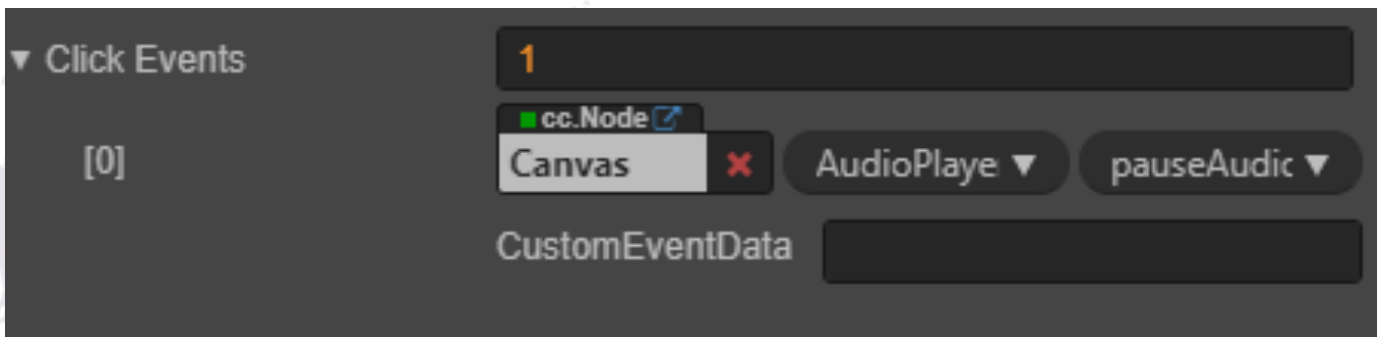 ▼ Click Events 1
cc.Node
[0] Canvas ✖ AudioPlaye ▼ pauseAudic ▼
CustomEventData